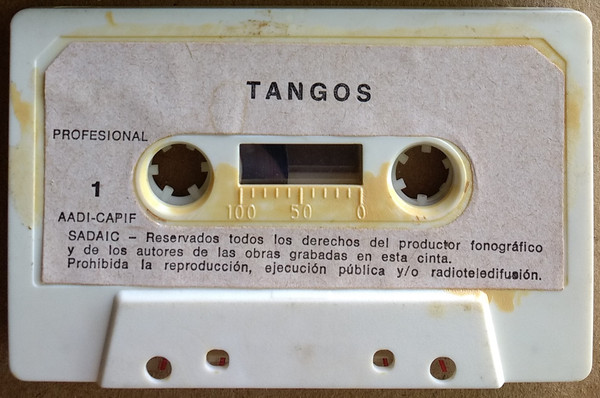 TANGOS
PROFESIONAL
1
AADI-CAPIF
100 50 0
SADAIC – Reservados todos los derechos del productor fonográfico
y de los autores de las obras grabadas en esta cinta.
Prohibida la reproducción, ejecución pública y/o radioteledifusión.